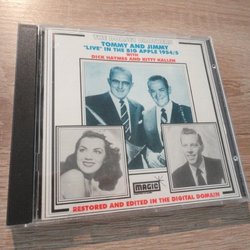 THE DORSEY BROTHERS
TOMMY AND JIMMY
"LIVE" IN THE BIG APPLE 1954/5
WITH
DICK HAYMES AND KITTY KALLEN
MAGIC
RESTORED AND EDITED IN THE DIGITAL DOMAIN